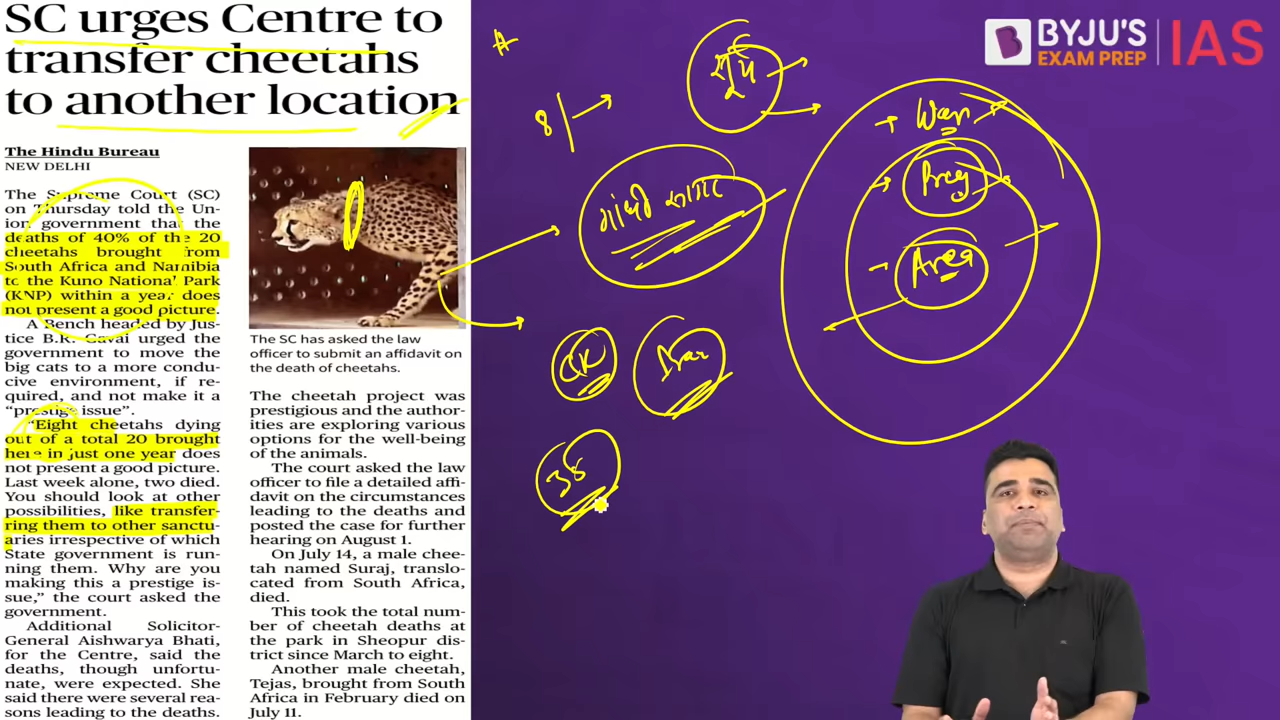 SC urges Centre to
transfer cheetahs
to another location
The Hindu Bureau
NEW DELHI
The Supreme Court (SC)
on Thursday told the Un-
ion government that the
deaths of 40% of the 20
cheetahs brought from
South Africa and Namibia
to the Kuno National Park
(KNP) within a year does
not present a good picture.
A Bench headed by Jus-
tice B.R. Gavai urged the
government to move the
big cats to a more condu-
cive environment, if re-
quired, and not make it a
“prestige issue”.
“Eight cheetahs dying
out of a total 20 brought
here in just one year does
not present a good picture.
Last week alone, two died.
You should look at other
possibilities, like transfer-
ring them to other sanctu-
aries irrespective of which
State government is run-
ning them. Why are you
making this a prestige is-
sue,” the court asked the
government.
Additional Solicitor-
General Aishwarya Bhati,
for the Centre, said the
deaths, though unfortu-
nate, were expected. She
said there were several rea-
sons leading to the deaths.
The SC has asked the law
officer to submit an affidavit on
the death of cheetahs.
The cheetah project was
prestigious and the author-
ities are exploring various
options for the well-being
of the animals.
The court asked the law
officer to file a detailed affi-
davit on the circumstances
leading to the deaths and
posted the case for further
hearing on August 1.
On July 14, a male chee-
tah named Suraj, translo-
cated from South Africa,
died.
This took the total num-
ber of cheetah deaths at
the park in Sheopur dis-
trict since March to eight.
Another male cheetah,
Tejas, brought from South
Africa in February died on
July 11.
8
गांधी सागर
Prey
Area
38
BYJU'S
EXAM PREP
IAS